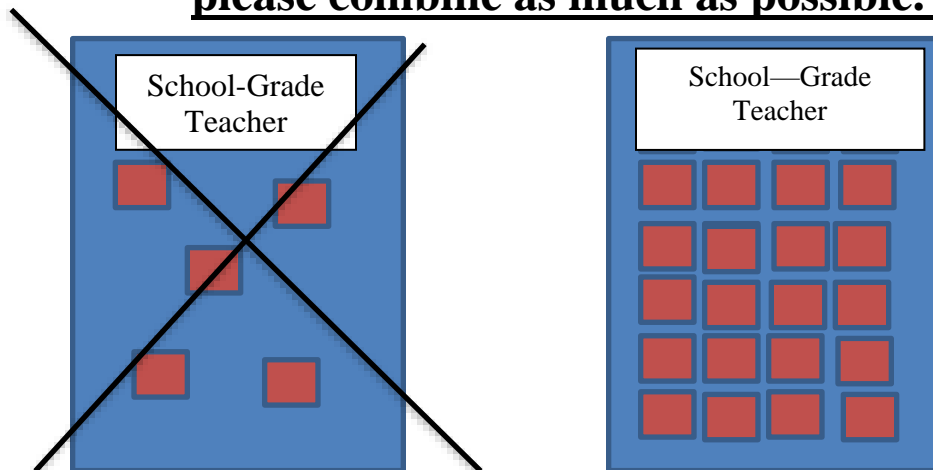 please combine as much as possible.
School-Grade
Teacher
School—Grade
Teacher